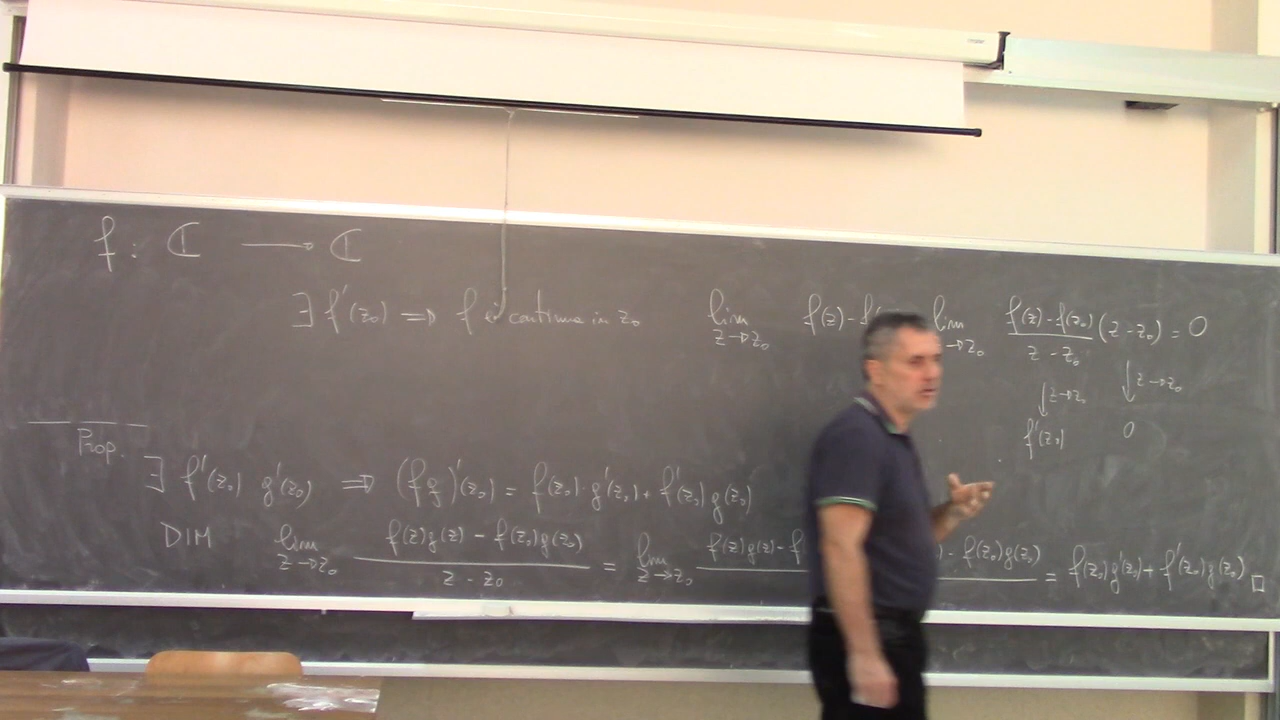 f : ℂ ⟶ ℂ
∃ f'(z₀) ⟹ f è continua in z₀ lim z→z₀ f(z) - f( lim →z₀ (f(z) - f(z₀))/(z - z₀) (z - z₀) = 0
↓ z→z₀ ↓ z→z₀
f'(z₀) 0
Prop.
∃ f'(z₀) g'(z₀) ⟹ (fg)'(z₀) = f(z₀)·g'(z₀) + f'(z₀) g(z₀)
DIM lim z→z₀ (f(z)g(z) - f(z₀)g(z₀))/(z - z₀) = lim z→z₀ f(z)g(z) - f ) - f(z₀)g(z₀) = f(z₀)g'(z₀) + f'(z₀)g(z₀) □